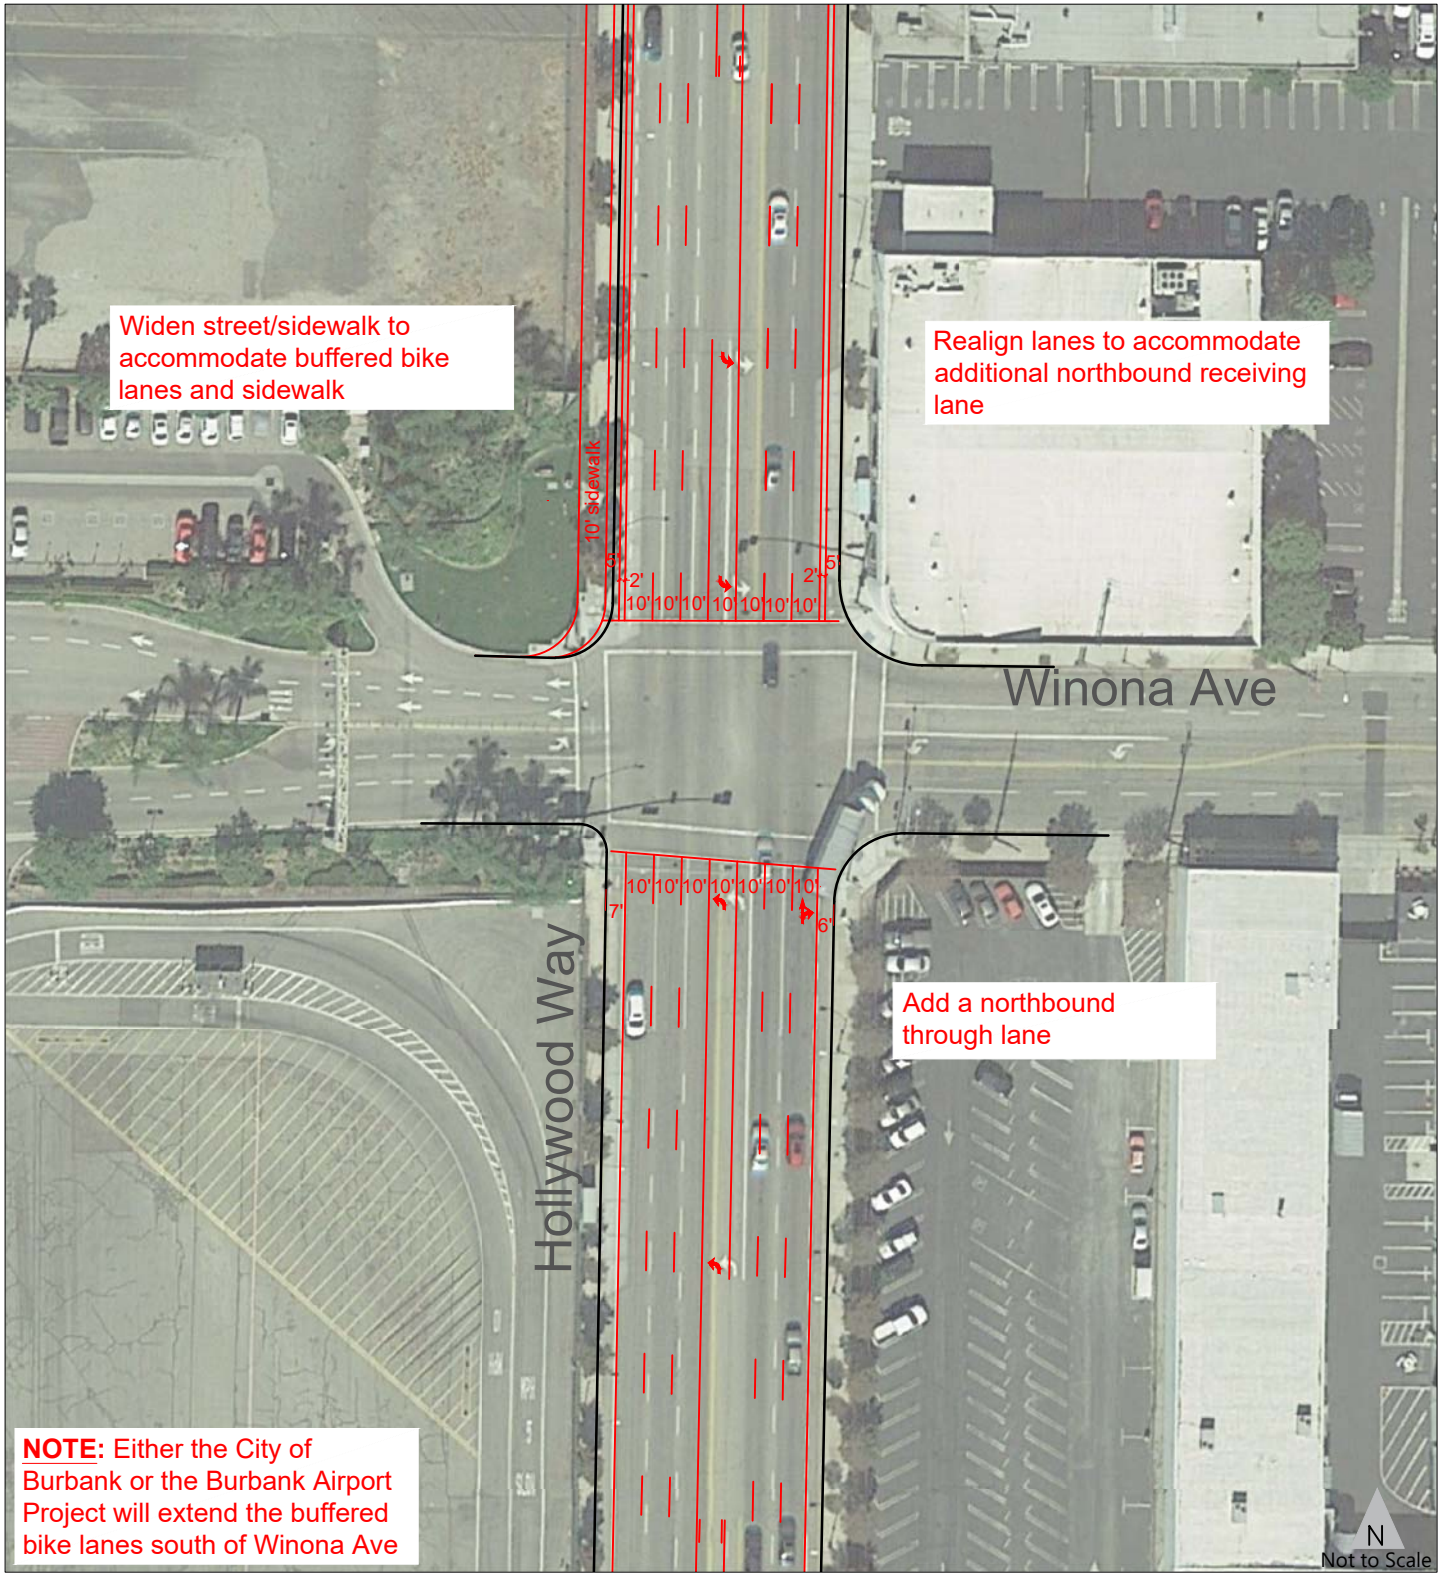 Widen street/sidewalk to
accommodate buffered bike
lanes and sidewalk
Realign lanes to accommodate
additional northbound receiving
lane
10' sidewalk
5'
2'
2'
5'
10' 10' 10' 10' 10' 10' 10'
Winona Ave
10' 10' 10' 10' 10' 10' 10'
7'
6'
Hollywood Way
Add a northbound
through lane
NOTE: Either the City of
Burbank or the Burbank Airport
Project will extend the buffered
bike lanes south of Winona Ave
N
Not to Scale